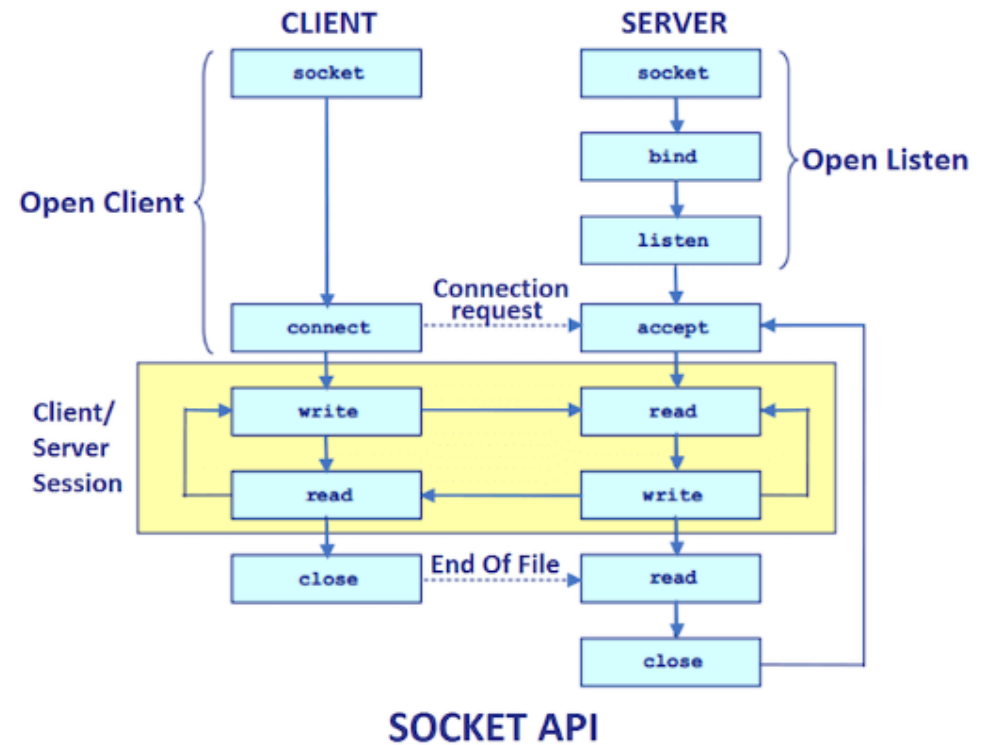 CLIENT
SERVER
socket
socket
bind
Open Listen
Open Client
listen
Connection
request
connect
accept
Client/
Server
Session
write
read
read
write
close
End Of File
read
close
SOCKET API